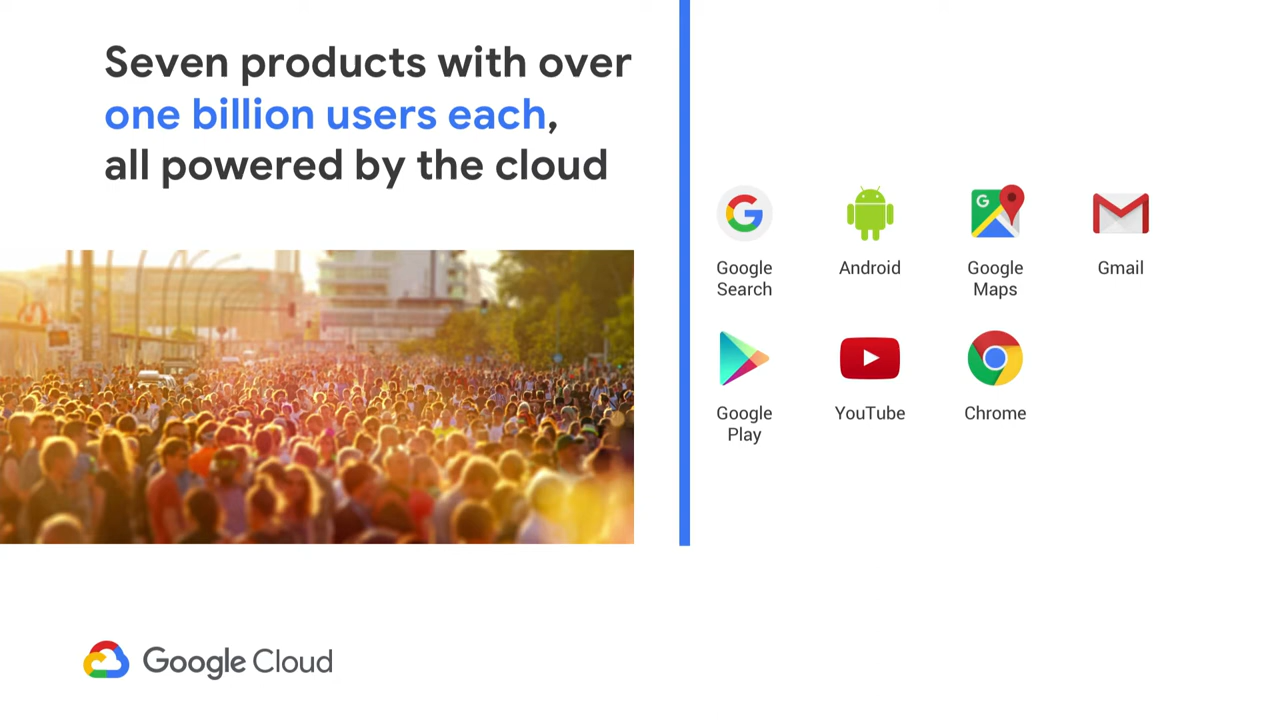 Seven products with over
one billion users each,
all powered by the cloud
Google
Search
Android
Google
Maps
Gmail
Google
Play
YouTube
Chrome
Google Cloud